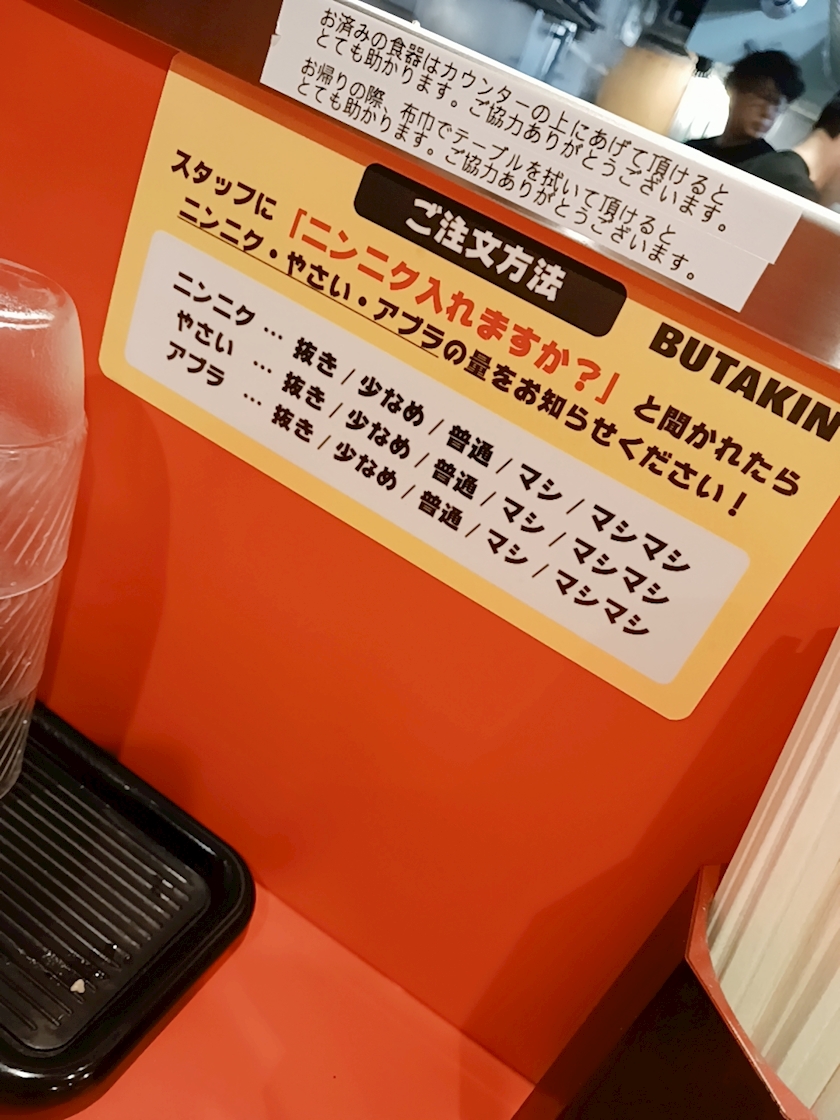 お済みの食器はカウンターの上にあげて頂けると
とても助かります。ご協力ありがとうございます。
お帰りの際、布巾でテーブルを拭いて頂けると
とても助かります。ご協力ありがとうございます。
ご注文方法
BUTAKIN
スタッフに「ニンニク入れますか？」と聞かれたら
ニンニク・やさい・アブラの量をお知らせください！
ニンニク … 抜き / 少なめ / 普通 / マシ / マシマシ
やさい … 抜き / 少なめ / 普通 / マシ / マシマシ
アブラ … 抜き / 少なめ / 普通 / マシ / マシマシ